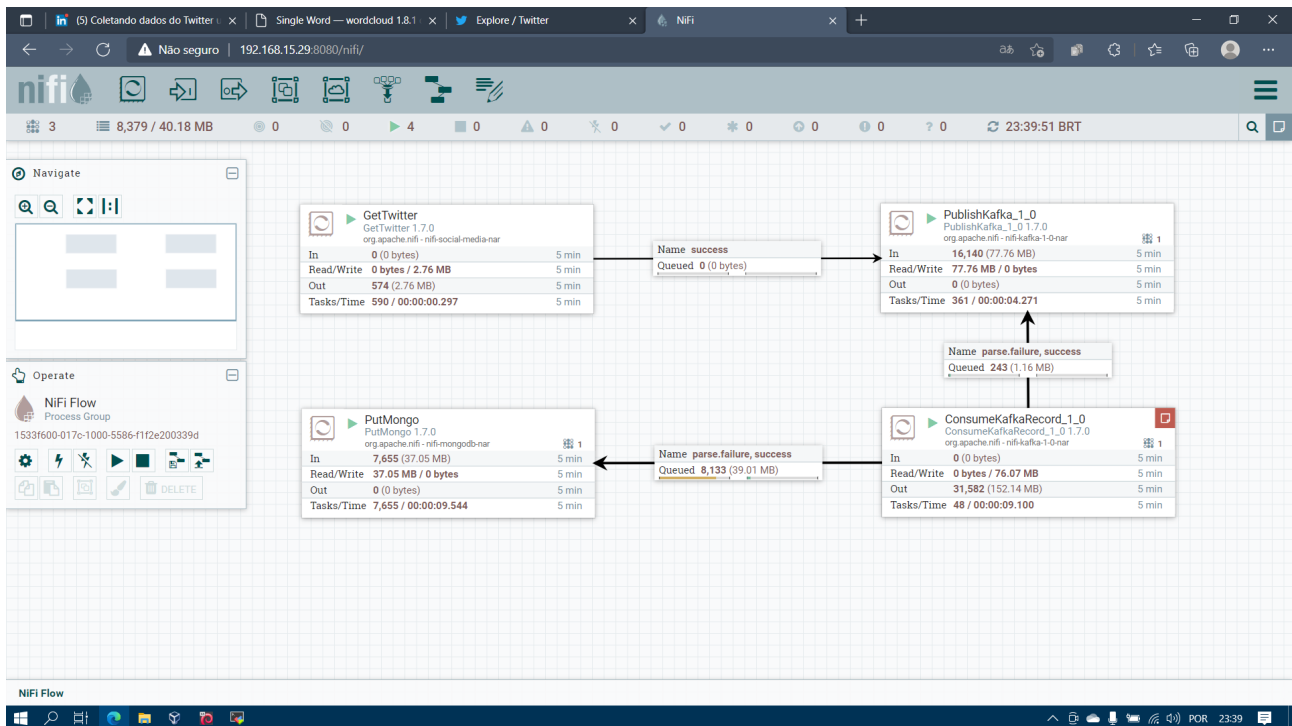 (5) Coletando dados do Twitter u
Single Word — wordcloud 1.8.1
Explore / Twitter
NiFi
Não seguro | 192.168.15.29:8080/nifi/
nifi
3
8,379 / 40.18 MB
0
0
4
0
0
0
0
0
0
0
? 0
23:39:51 BRT
Navigate
Operate
NiFi Flow
Process Group
1533f600-017c-1000-5586-f1f2e200339d
DELETE
GetTwitter
GetTwitter 1.7.0
org.apache.nifi - nifi-social-media-nar
In 0 (0 bytes) 5 min
Read/Write 0 bytes / 2.76 MB 5 min
Out 574 (2.76 MB) 5 min
Tasks/Time 590 / 00:00:00.297 5 min
Name success
Queued 0 (0 bytes)
PublishKafka_1_0
PublishKafka_1_0 1.7.0
org.apache.nifi - nifi-kafka-1-0-nar
1
In 16,140 (77.76 MB) 5 min
Read/Write 77.76 MB / 0 bytes 5 min
Out 0 (0 bytes) 5 min
Tasks/Time 361 / 00:00:04.271 5 min
Name parse.failure, success
Queued 243 (1.16 MB)
PutMongo
PutMongo 1.7.0
org.apache.nifi - nifi-mongodb-nar
1
In 7,655 (37.05 MB) 5 min
Read/Write 37.05 MB / 0 bytes 5 min
Out 0 (0 bytes) 5 min
Tasks/Time 7,655 / 00:00:09.544 5 min
Name parse.failure, success
Queued 8,133 (39.01 MB)
ConsumeKafkaRecord_1_0
ConsumeKafkaRecord_1_0 1.7.0
org.apache.nifi - nifi-kafka-1-0-nar
1
In 0 (0 bytes) 5 min
Read/Write 0 bytes / 76.07 MB 5 min
Out 31,582 (152.14 MB) 5 min
Tasks/Time 48 / 00:00:09.100 5 min
NiFi Flow
POR 23:39